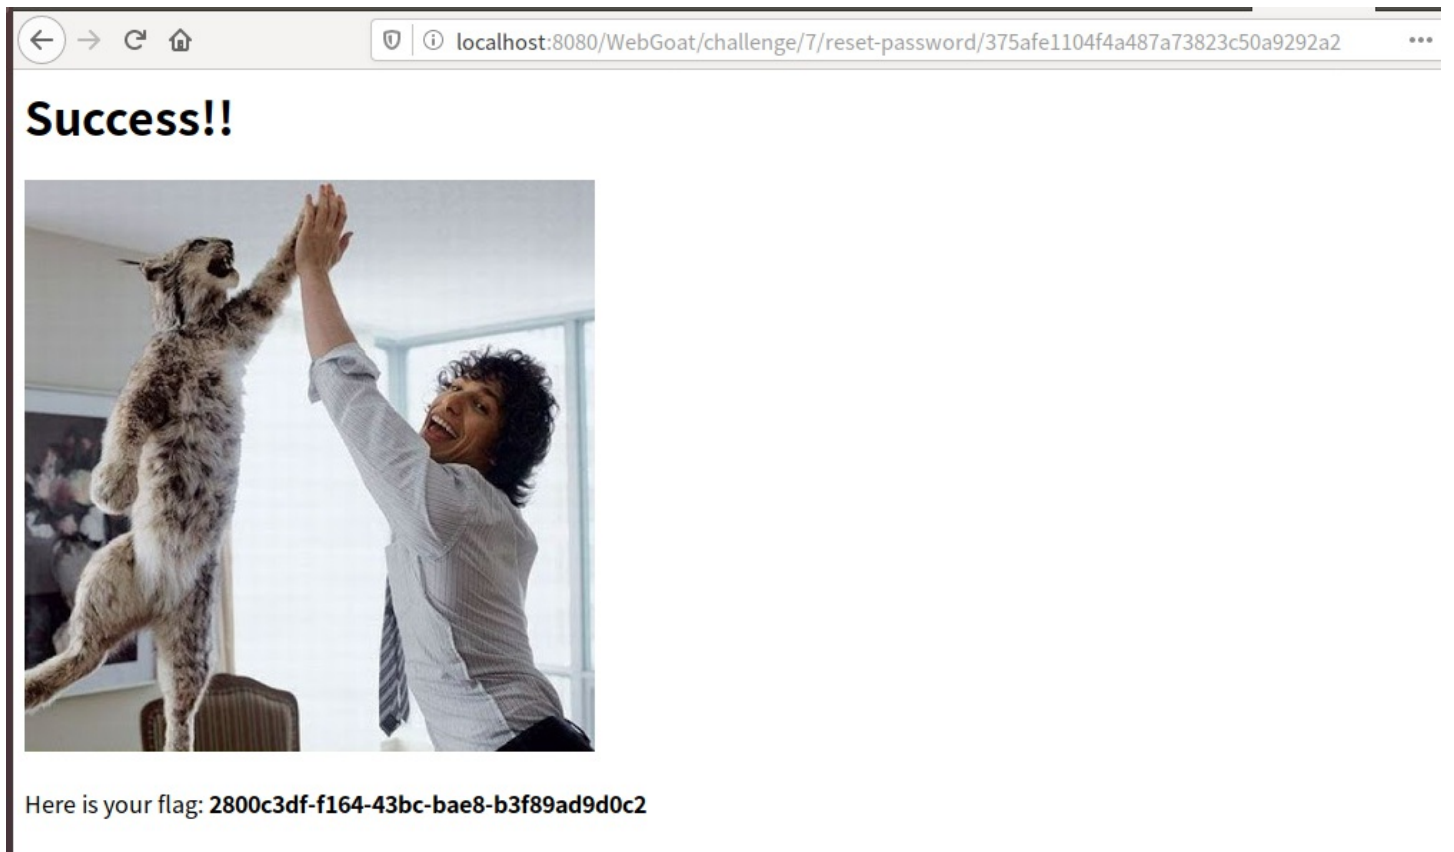 localhost:8080/WebGoat/challenge/7/reset-password/375afe1104f4a487a73823c50a9292a2
Success!!
Here is your flag: 2800c3df-f164-43bc-bae8-b3f89ad9d0c2